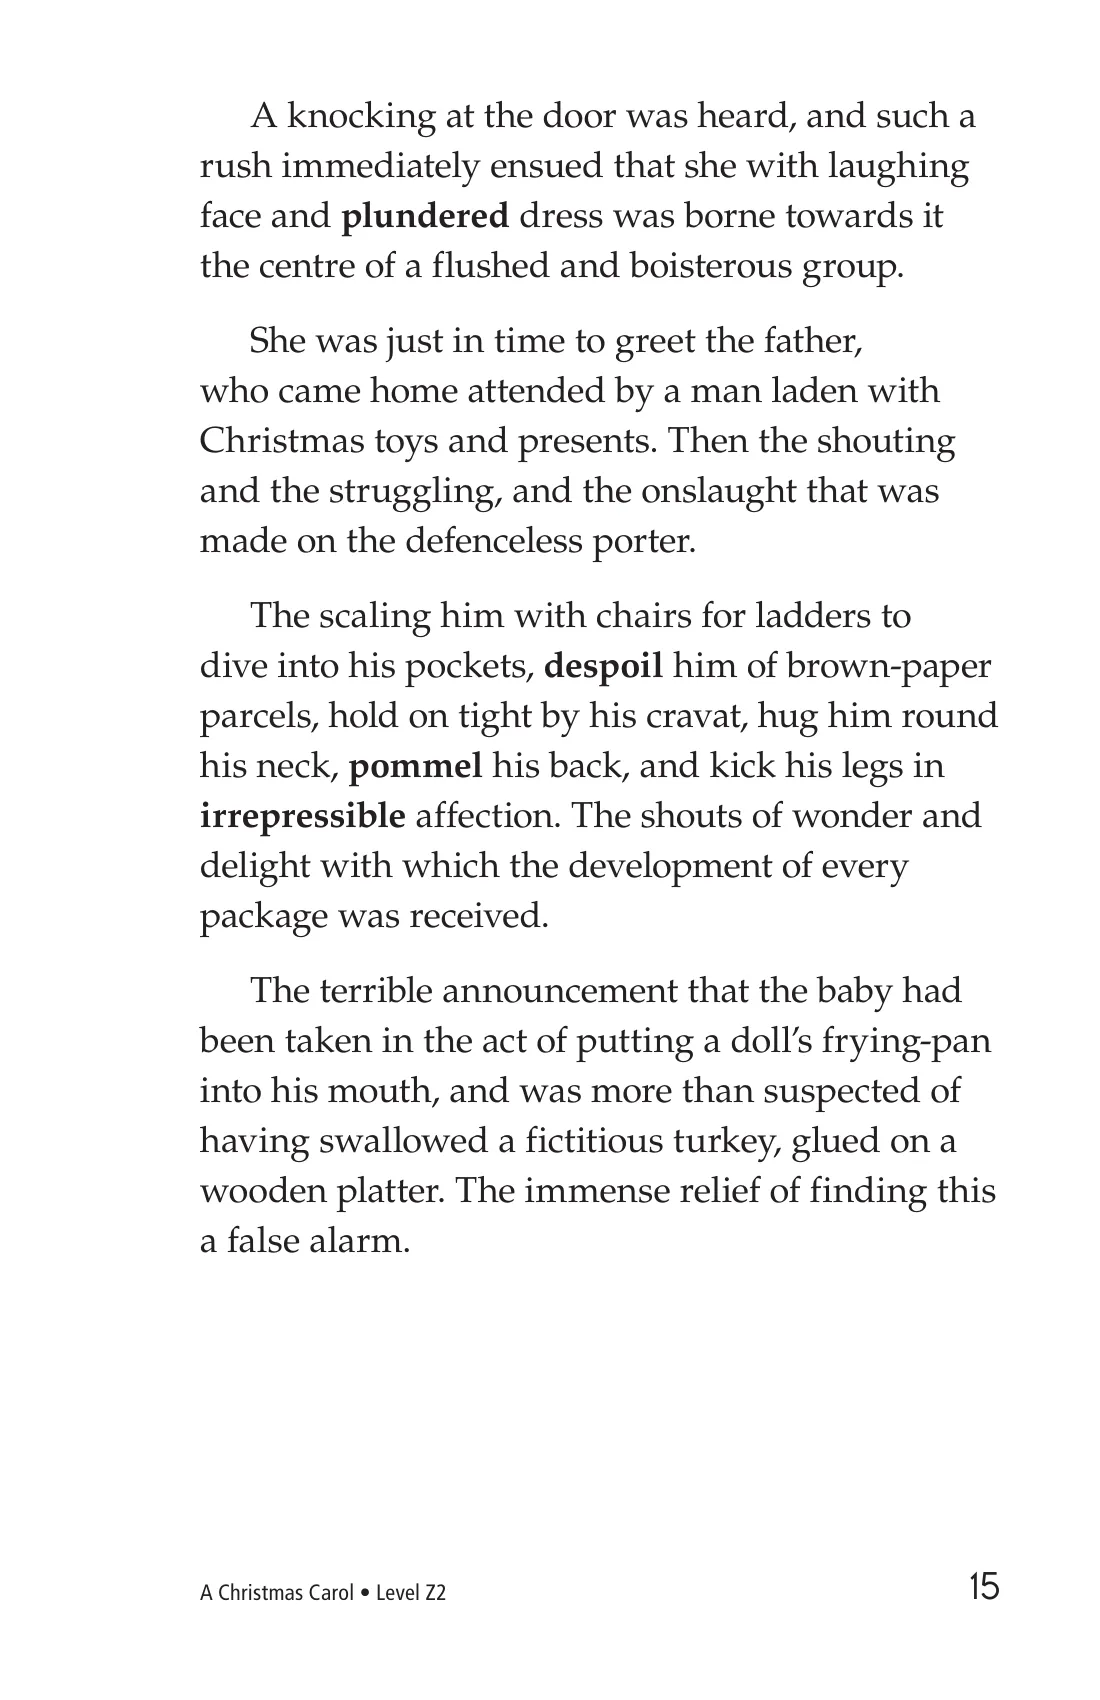 A knocking at the door was heard, and such a
rush immediately ensued that she with laughing
face and plundered dress was borne towards it
the centre of a flushed and boisterous group.
She was just in time to greet the father,
who came home attended by a man laden with
Christmas toys and presents. Then the shouting
and the struggling, and the onslaught that was
made on the defenceless porter.
The scaling him with chairs for ladders to
dive into his pockets, despoil him of brown-paper
parcels, hold on tight by his cravat, hug him round
his neck, pommel his back, and kick his legs in
irrepressible affection. The shouts of wonder and
delight with which the development of every
package was received.
The terrible announcement that the baby had
been taken in the act of putting a doll’s frying-pan
into his mouth, and was more than suspected of
having swallowed a fictitious turkey, glued on a
wooden platter. The immense relief of finding this
a false alarm.
A Christmas Carol • Level Z2
15